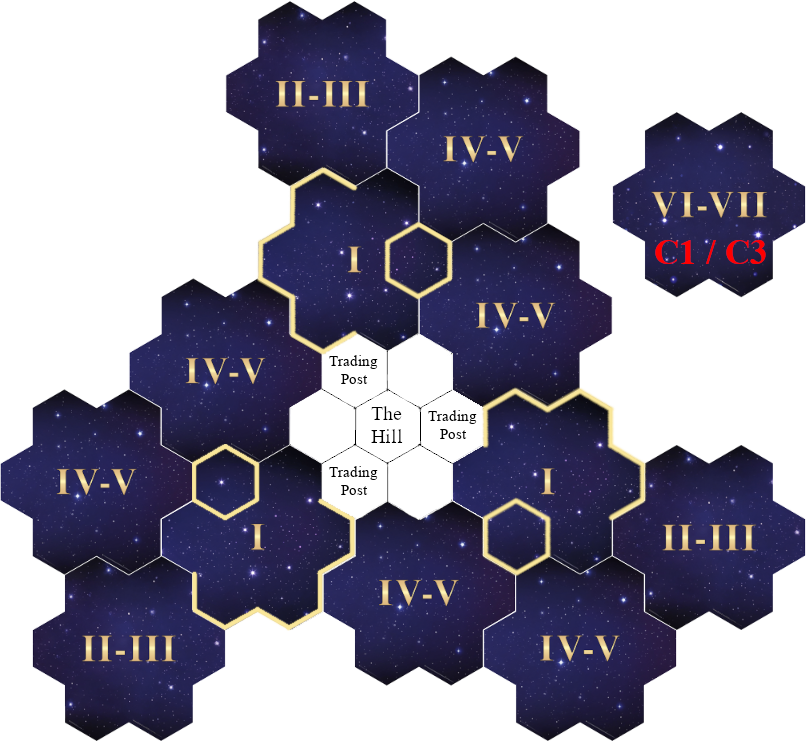 II-III
IV-V
VI-VII
C1 / C3
I
IV-V
IV-V
Trading
Post
The
Hill
Trading
Post
IV-V
Trading
Post
I
I
II-III
IV-V
II-III
IV-V